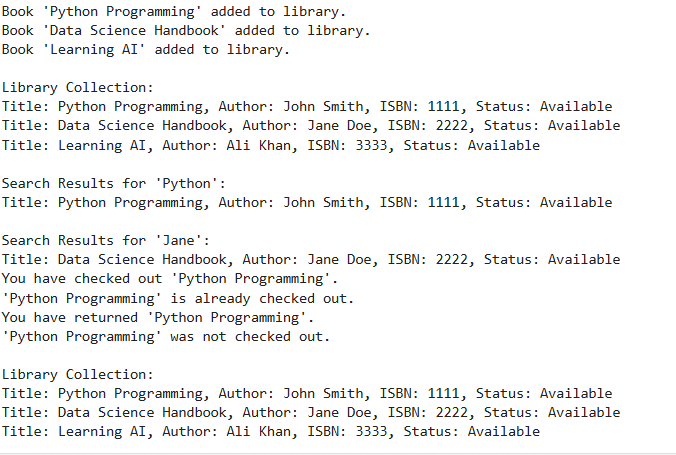 Book 'Python Programming' added to library.
Book 'Data Science Handbook' added to library.
Book 'Learning AI' added to library.

Library Collection:
Title: Python Programming, Author: John Smith, ISBN: 1111, Status: Available
Title: Data Science Handbook, Author: Jane Doe, ISBN: 2222, Status: Available
Title: Learning AI, Author: Ali Khan, ISBN: 3333, Status: Available

Search Results for 'Python':
Title: Python Programming, Author: John Smith, ISBN: 1111, Status: Available

Search Results for 'Jane':
Title: Data Science Handbook, Author: Jane Doe, ISBN: 2222, Status: Available
You have checked out 'Python Programming'.
'Python Programming' is already checked out.
You have returned 'Python Programming'.
'Python Programming' was not checked out.

Library Collection:
Title: Python Programming, Author: John Smith, ISBN: 1111, Status: Available
Title: Data Science Handbook, Author: Jane Doe, ISBN: 2222, Status: Available
Title: Learning AI, Author: Ali Khan, ISBN: 3333, Status: Available